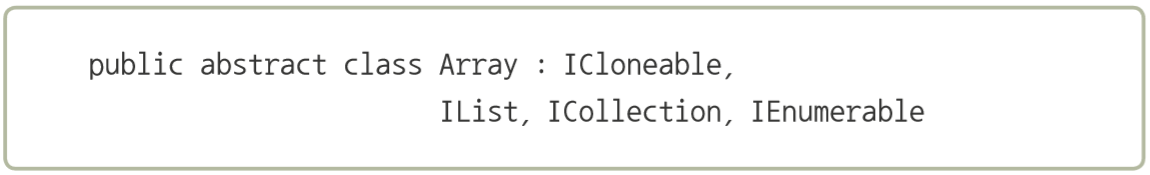 public abstract class Array : ICloneable,
IList, ICollection, IEnumerable